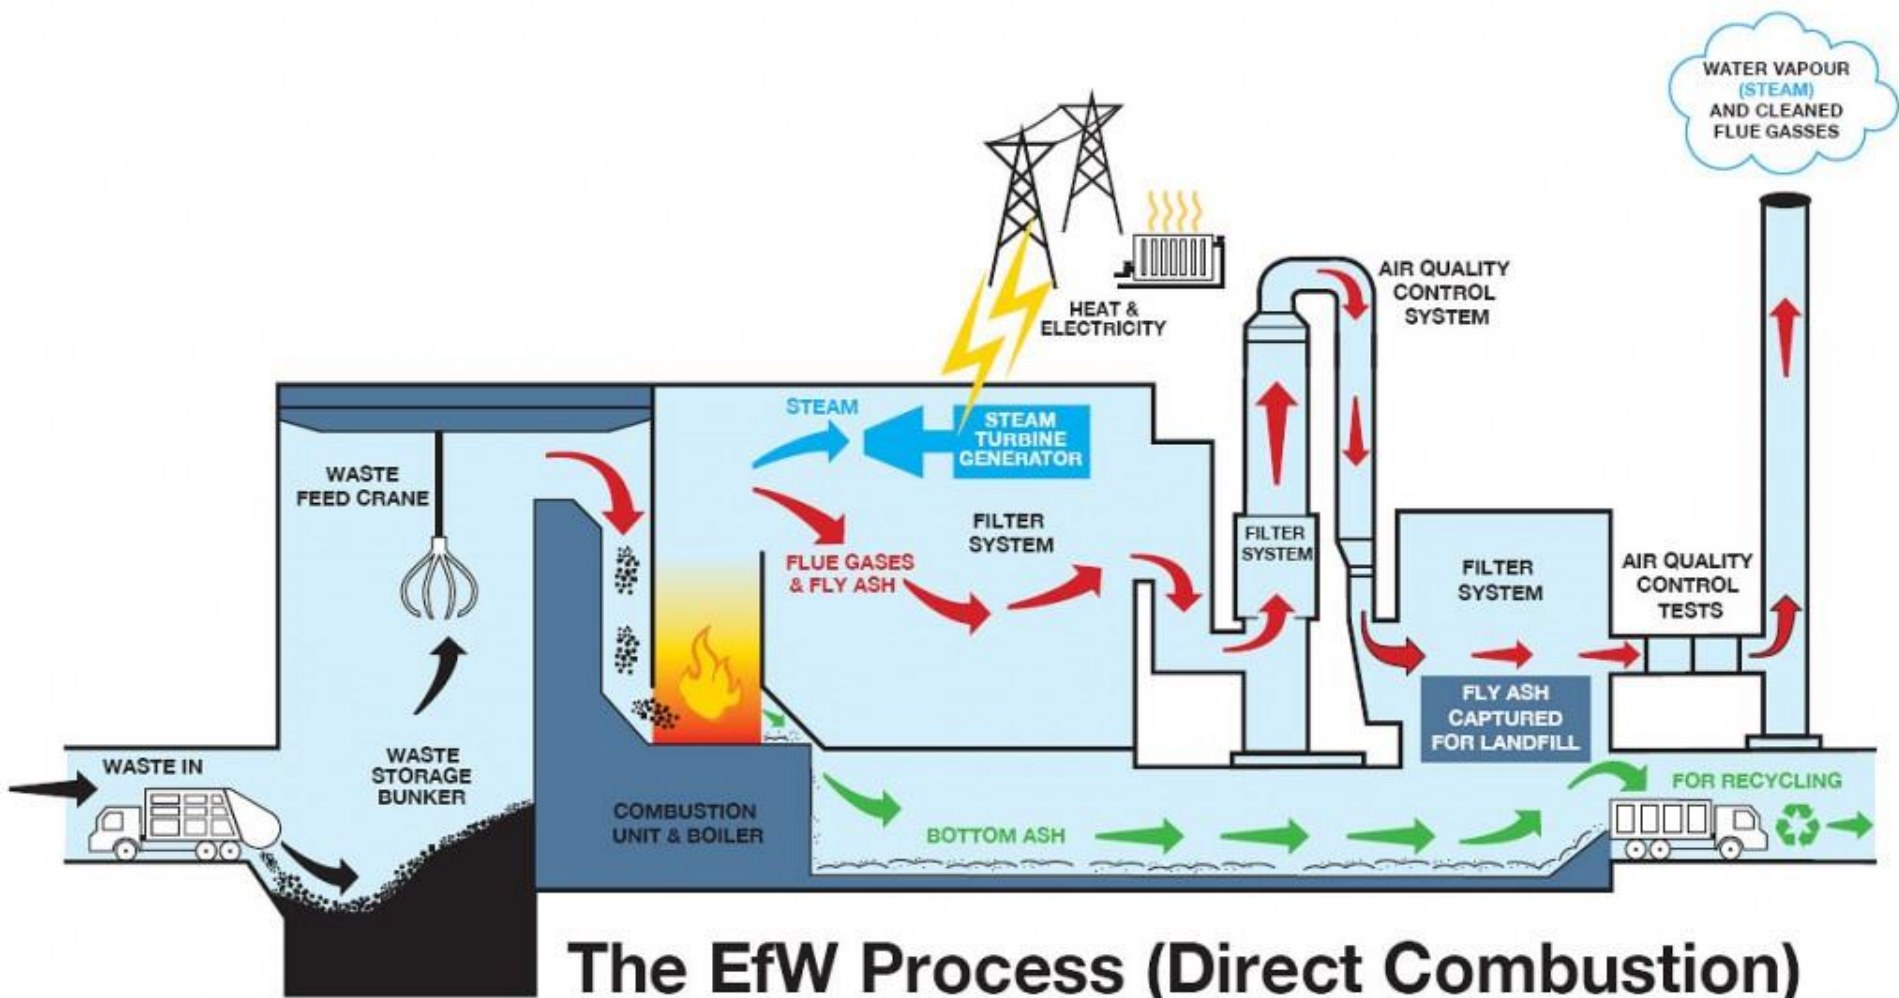 WATER VAPOUR
(STEAM)
AND CLEANED
FLUE GASSES
AIR QUALITY
CONTROL
SYSTEM
HEAT &
ELECTRICITY
STEAM
STEAM
TURBINE
GENERATOR
WASTE
FEED CRANE
FILTER
SYSTEM
FLUE GASES
& FLY ASH
FILTER
SYSTEM
FILTER
SYSTEM
AIR QUALITY
CONTROL
TESTS
FLY ASH
CAPTURED
FOR LANDFILL
WASTE IN
WASTE
STORAGE
BUNKER
COMBUSTION
UNIT & BOILER
BOTTOM ASH
FOR RECYCLING
The EfW Process (Direct Combustion)